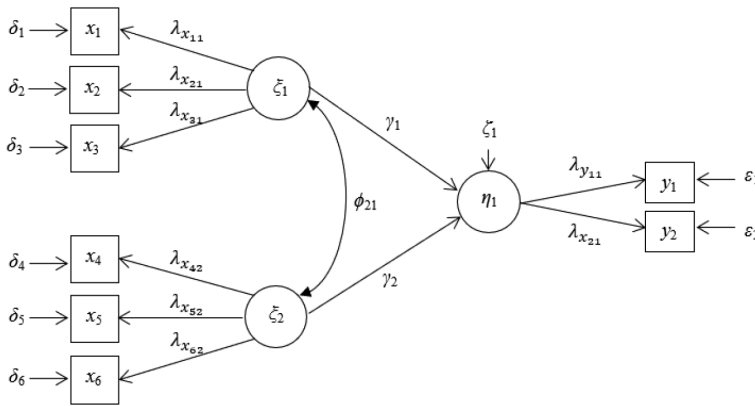 δ₁ x₁ λₓ₁₁
δ₂ x₂ λₓ₂₁
δ₃ x₃ λₓ₃₁
ξ₁
γ₁
ζ₁
η₁
ϕ₂₁
λ_y₁₁ y₁
λₓ₂₁ y₂
ε
ε
δ₄ x₄ λₓ₄₂
δ₅ x₅ λₓ₅₂
δ₆ x₆ λₓ₆₂
ξ₂
γ₂